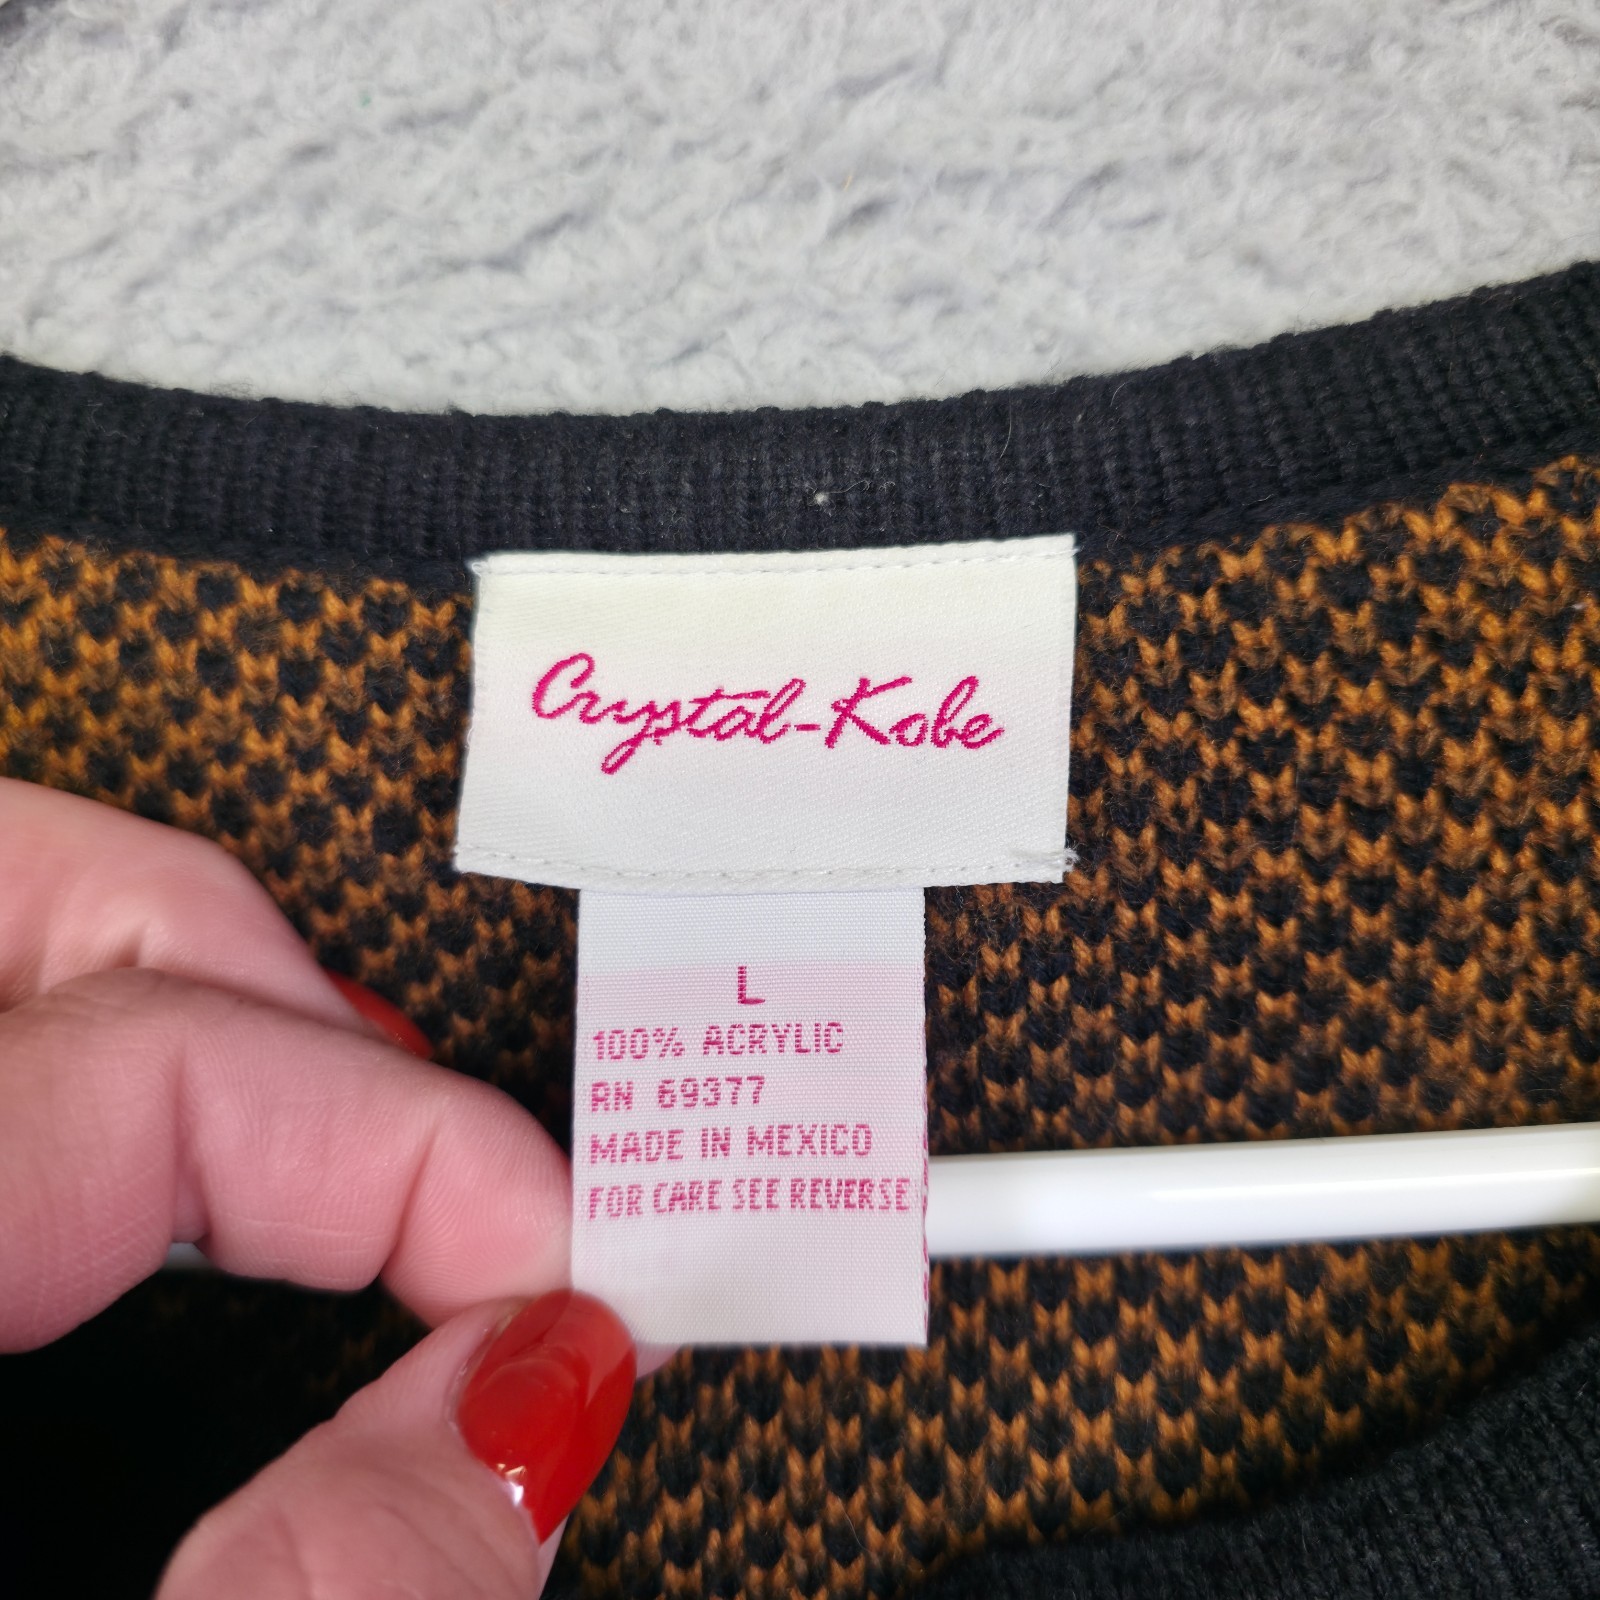 Crystal-Kobe
L
100% ACRYLIC
RN 69377
MADE IN MEXICO
FOR CARE SEE REVERSE